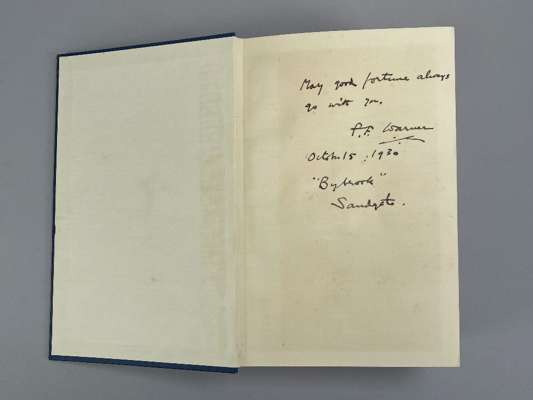 May good fortune always
go with you.
P.F. Warner
October 15, 1930
"Bybrook"
Sandgate.